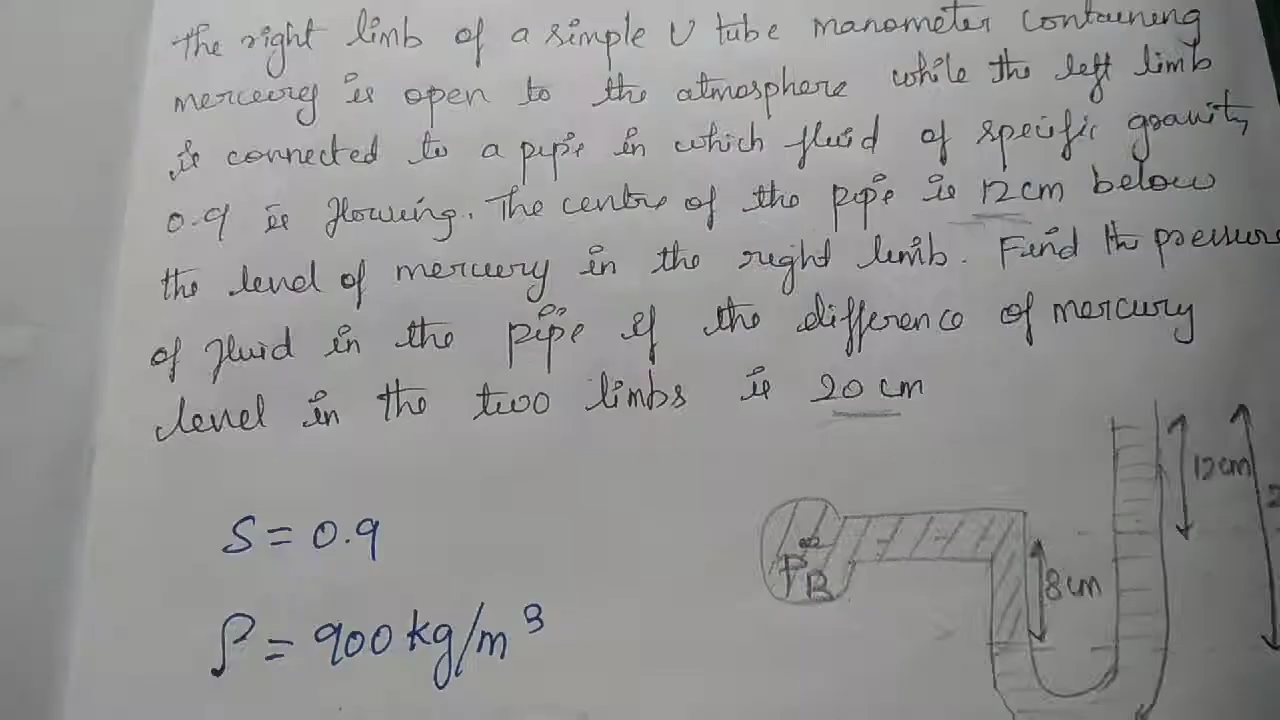 The right limb of a simple U tube manometer containing
mercury is open to the atmosphere while the left limb
is connected to a pipe in which fluid of specific gravity
0.9 is flowing. The centre of the pipe is 12cm below
the level of mercury in the right limb. Find the pressure
of fluid in the pipe if the difference of mercury
level in the two limbs is 20 cm
12cm
2
S = 0.9
PB
8cm
ρ = 900 kg/m³